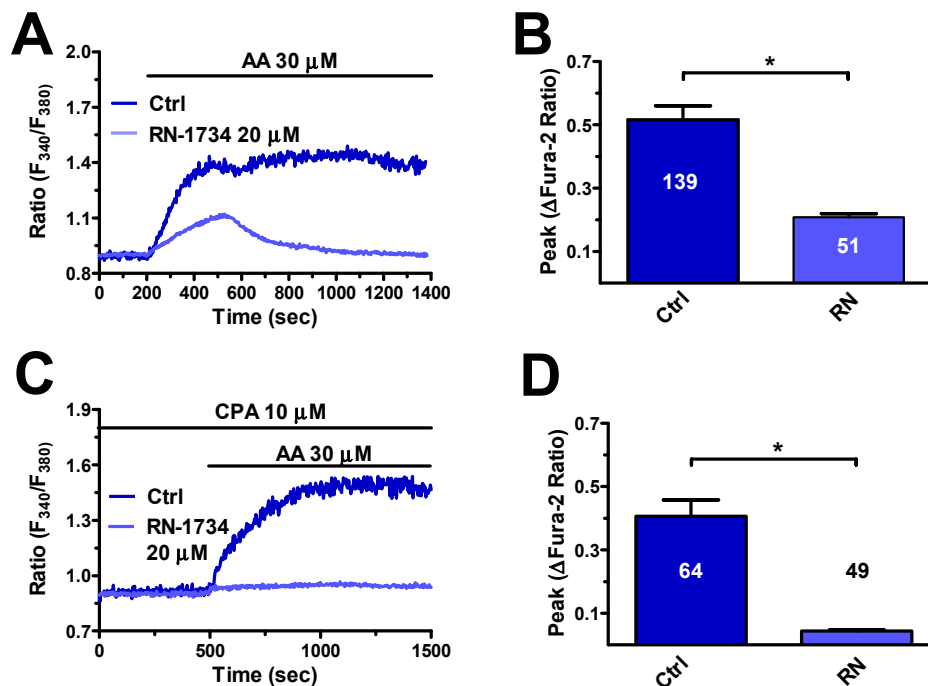 A
AA 30 μM
Ratio (F340/F380)
2.0
1.7
1.4
1.1
0.8
Ctrl
RN-1734 20 μM
0 200 400 600 800 1000 1200 1400
Time (sec)
B
*
Peak (ΔFura-2 Ratio)
0.7
0.5
0.3
0.1
139
51
Ctrl
RN
C
CPA 10 μM
AA 30 μM
Ratio (F340/F380)
1.9
1.6
1.3
1.0
0.7
Ctrl
RN-1734
20 μM
0 500 1000 1500
Time (sec)
D
*
Peak (ΔFura-2 Ratio)
0.7
0.5
0.3
0.1
64
49
Ctrl
RN